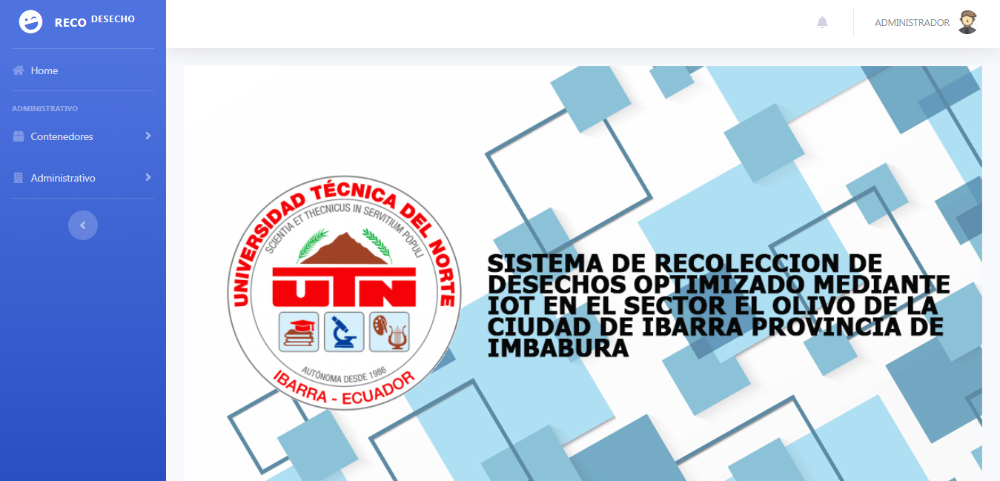 RECO DESECHO
ADMINISTRADOR
Home
ADMINISTRATIVO
Contenedores
Administrativo
UNIVERSIDAD TÉCNICA DEL NORTE
SCIENTIA ET THECNICUS IN SERVITIUM POPULI
UTN
AUTÓNOMA DESDE 1986
IBARRA - ECUADOR
SISTEMA DE RECOLECCION DE
DESECHOS OPTIMIZADO MEDIANTE
IOT EN EL SECTOR EL OLIVO DE LA
CIUDAD DE IBARRA PROVINCIA DE
IMBABURA